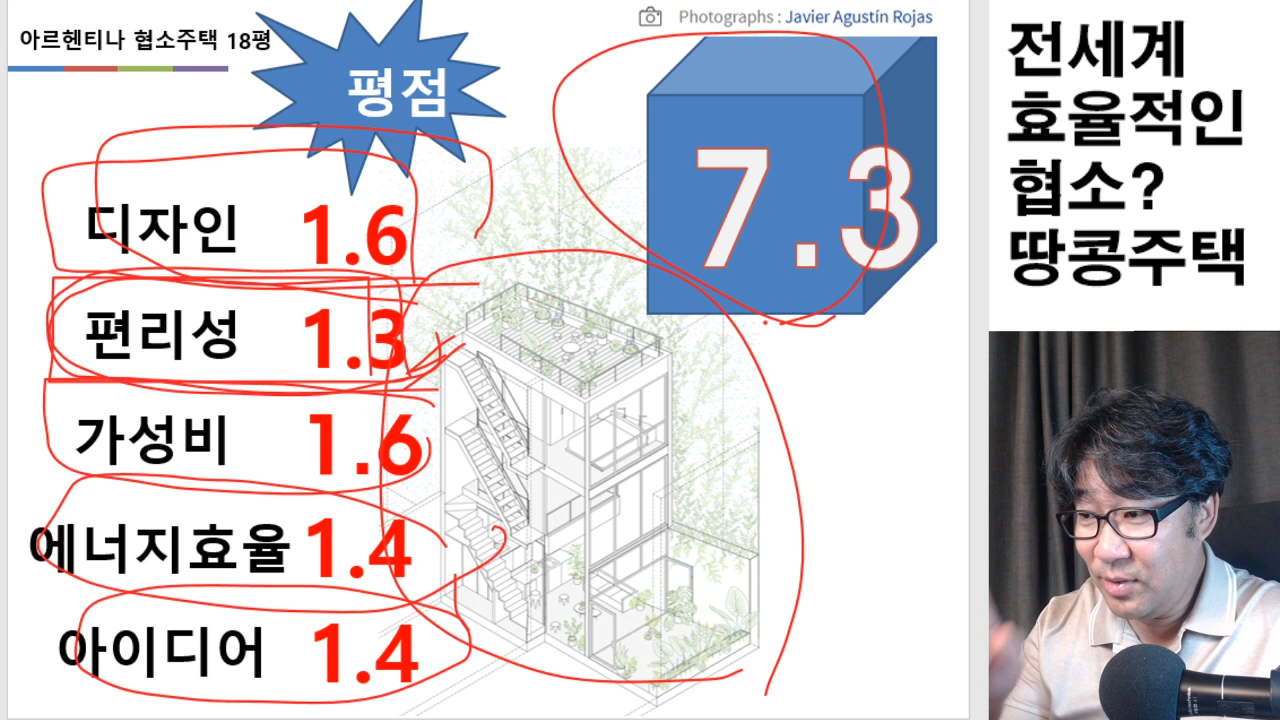 아르헨티나 협소주택 18평
Photographs : Javier Agustín Rojas
평점
7.3
디자인 1.6
편리성 1.3
가성비 1.6
에너지효율 1.4
아이디어 1.4
전세계
효율적인
협소?
땅콩주택